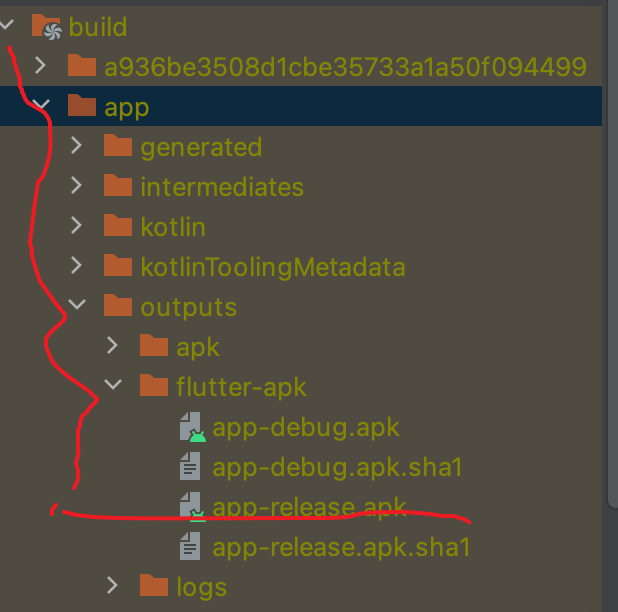 build
a936be3508d1cbe35733a1a50f094499
app
generated
intermediates
kotlin
kotlinToolingMetadata
outputs
apk
flutter-apk
app-debug.apk
app-debug.apk.sha1
app-release.apk
app-release.apk.sha1
logs